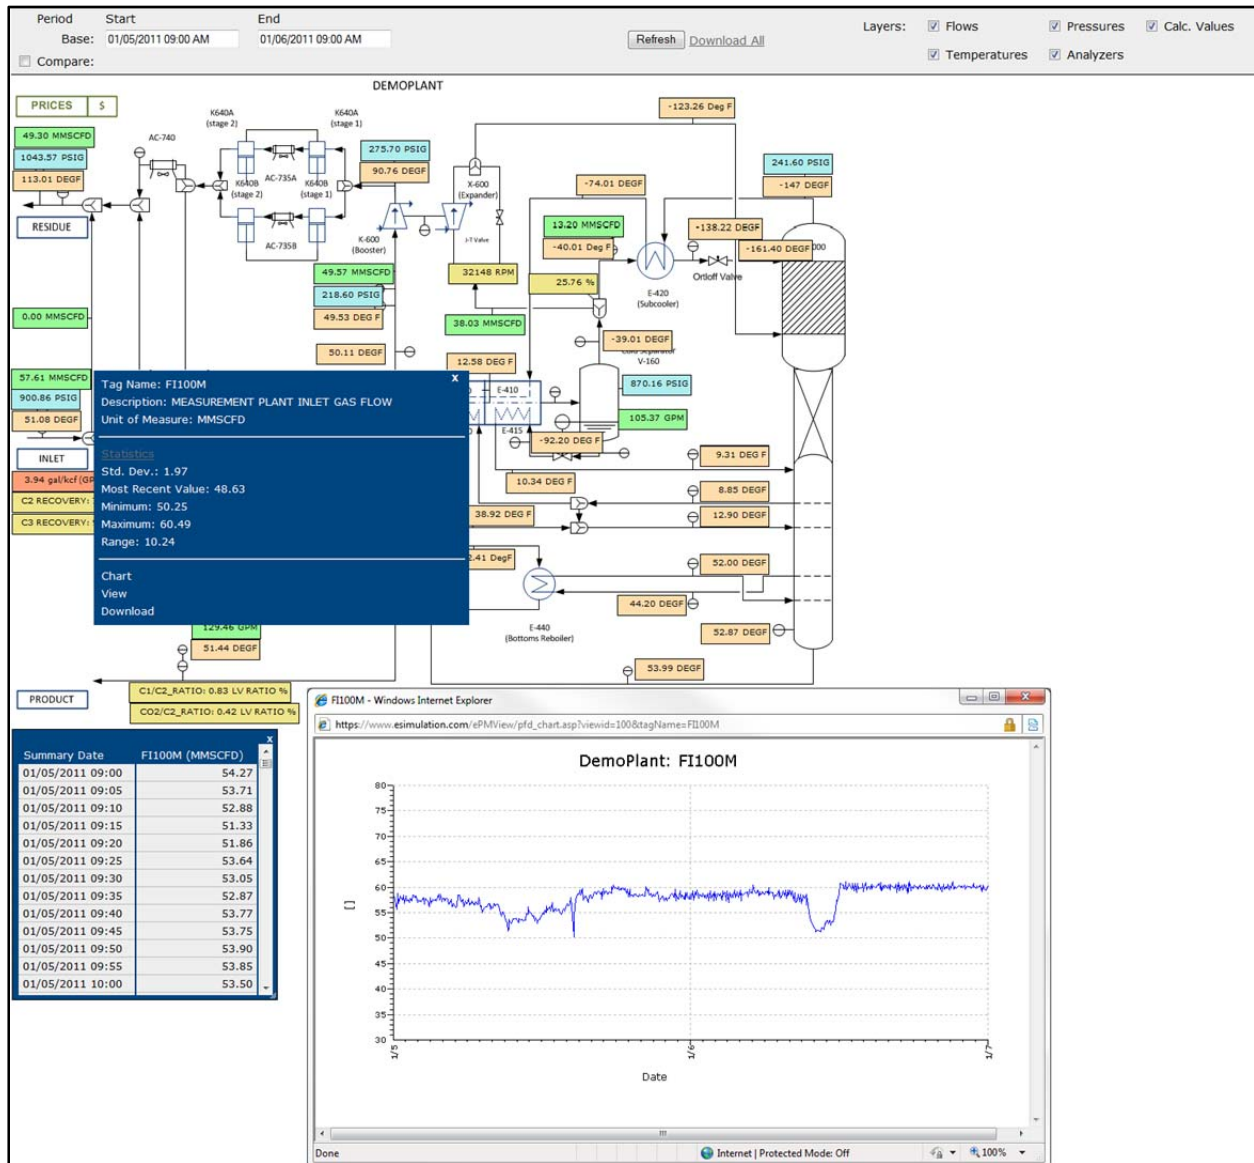 Period Start End
Base: 01/05/2011 09:00 AM 01/06/2011 09:00 AM Refresh Download All Layers: Flows Pressures Calc. Values
Compare: Temperatures Analyzers
DEMOPLANT
PRICES $
49.30 MMSCFD
1043.57 PSIG
113.01 DEGF
RESIDUE
AC-740
K640A
(stage 2)
K640A
(stage 1)
AC-735A
K640B
(stage 2)
K640B
(stage 1)
AC-735B
275.70 PSIG
90.76 DEGF
K-600
(Booster)
X-600
(Expander)
J-T Valve
-123.26 Deg F
-74.01 DEGF
241.60 PSIG
-147 DEGF
13.20 MMSCFD
-40.01 Deg F
-138.22 DEGF
-161.40 DEGF
Ortloff Valve
E-420
(Subcooler)
49.57 MMSCFD
218.60 PSIG
49.53 DEG F
32148 RPM
25.76 %
0.00 MMSCFD
38.03 MMSCFD
50.11 DEGF
-39.01 DEGF
V-160
12.58 DEG F
57.61 MMSCFD
900.86 PSIG
51.08 DEGF
INLET
3.94 gal/kcf
C2 RECOVERY:
C3 RECOVERY:
E-410
E-415
870.16 PSIG
105.37 GPM
-92.20 DEG F
10.34 DEG F
9.31 DEGF
8.85 DEGF
38.92 DEG F
12.90 DEGF
2.41 DegF
52.00 DEGF
44.20 DEGF
E-440
(Bottoms Reboiler)
52.87 DEGF
53.99 DEGF
Tag Name: FI100M x
Description: MEASUREMENT PLANT INLET GAS FLOW
Unit of Measure: MMSCFD
Statistics
Std. Dev.: 1.97
Most Recent Value: 48.63
Minimum: 50.25
Maximum: 60.49
Range: 10.24
Chart
View
Download
129.46 GPM
51.44 DEGF
PRODUCT
C1/C2_RATIO: 0.83 LV RATIO %
CO2/C2_RATIO: 0.42 LV RATIO %
x
Summary Date FI100M (MMSCFD)
01/05/2011 09:00 54.27
01/05/2011 09:05 53.71
01/05/2011 09:10 52.88
01/05/2011 09:15 51.33
01/05/2011 09:20 51.86
01/05/2011 09:25 53.64
01/05/2011 09:30 53.05
01/05/2011 09:35 52.87
01/05/2011 09:40 53.77
01/05/2011 09:45 53.75
01/05/2011 09:50 53.90
01/05/2011 09:55 53.85
01/05/2011 10:00 53.50
FI100M - Windows Internet Explorer
https://www.esimulation.com/ePMView/pfd_chart.asp?viewid=100&tagName=FI100M
DemoPlant: FI100M
80
75
70
65
60
55
50
45
40
35
30
[]
1/5
1/6
1/7
Date
Done Internet | Protected Mode: Off 100%